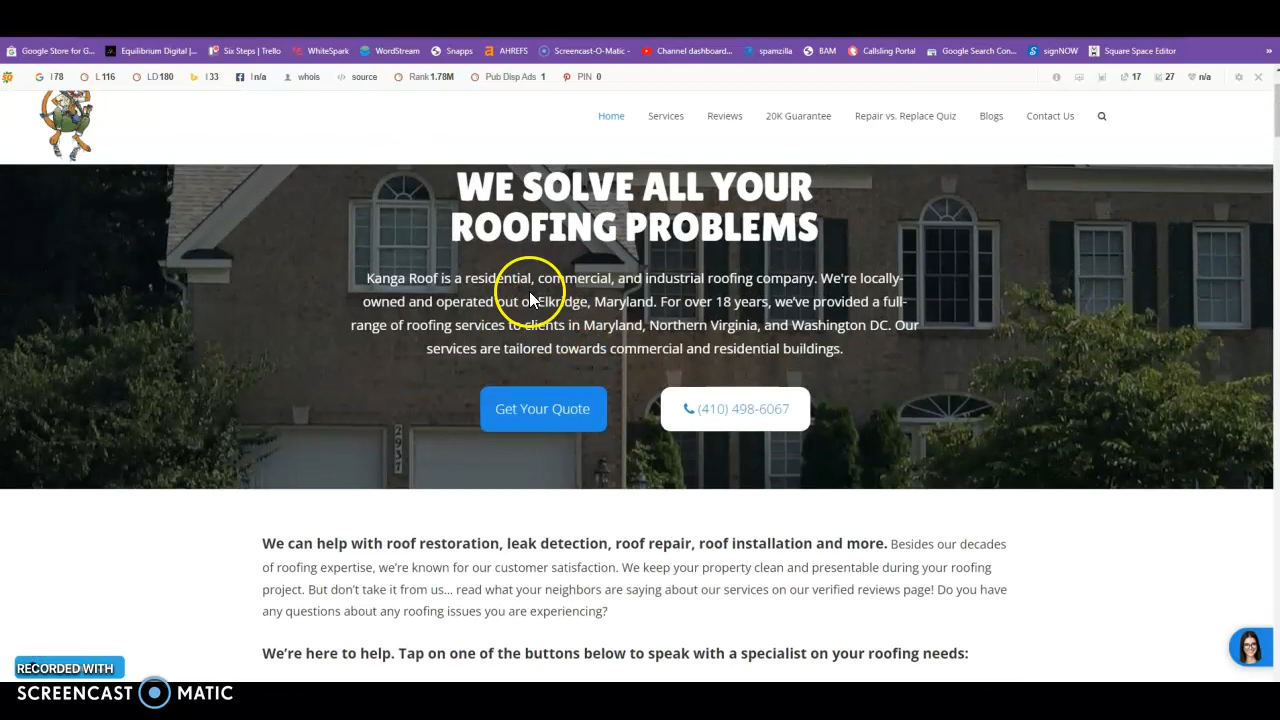 Google Store for G... Equilibrium Digital |... Six Steps | Trello WhiteSpark WordStream Snapps AHREFS Screencast-O-Matic - Channel dashboard... spamzilla BAM CallSling Portal Google Search Con... signNOW Square Space Editor »
I 78 L 116 LD 180 I 33 I n/a whois source Rank 1.78M Pub Disp Ads 1 PIN 0 17 27 n/a
Home Services Reviews 20K Guarantee Repair vs. Replace Quiz Blogs Contact Us
WE SOLVE ALL YOUR
ROOFING PROBLEMS
Kanga Roof is a residential, commercial, and industrial roofing company. We're locally-
owned and operated out of Elkridge, Maryland. For over 18 years, we've provided a full-
range of roofing services to clients in Maryland, Northern Virginia, and Washington DC. Our
services are tailored towards commercial and residential buildings.
Get Your Quote (410) 498-6067
2937
We can help with roof restoration, leak detection, roof repair, roof installation and more. Besides our decades
of roofing expertise, we're known for our customer satisfaction. We keep your property clean and presentable during your roofing
project. But don't take it from us... read what your neighbors are saying about our services on our verified reviews page! Do you have
any questions about any roofing issues you are experiencing?
We're here to help. Tap on one of the buttons below to speak with a specialist on your roofing needs:
RECORDED WITH
SCREENCAST MATIC